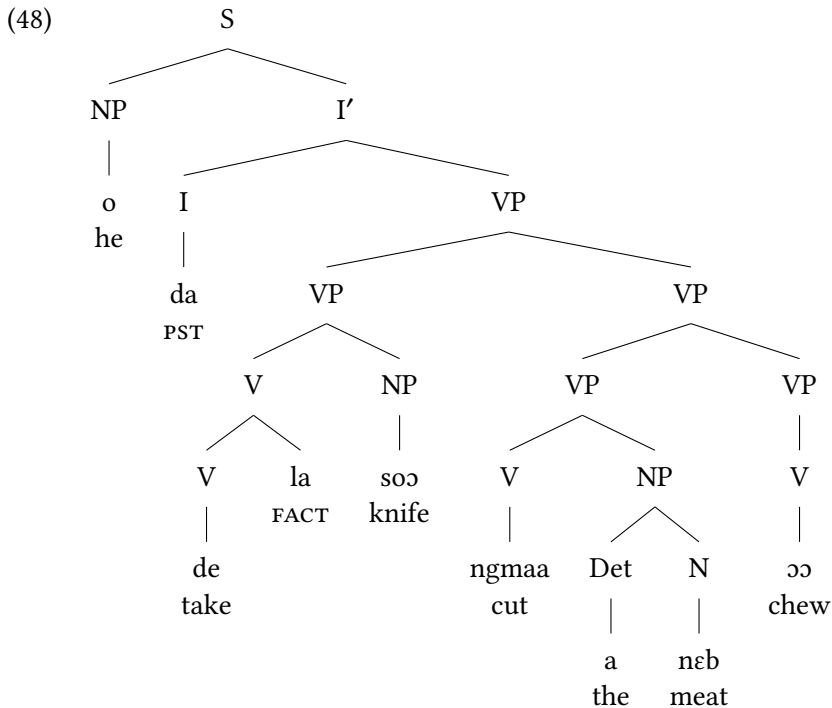 (48) S
NP I′
o I VP
he
da VP VP
PST
V NP VP VP
V la soɔ V NP V
FACT knife
de ngmaa Det N ɔɔ
take cut chew
a nɛb
the meat